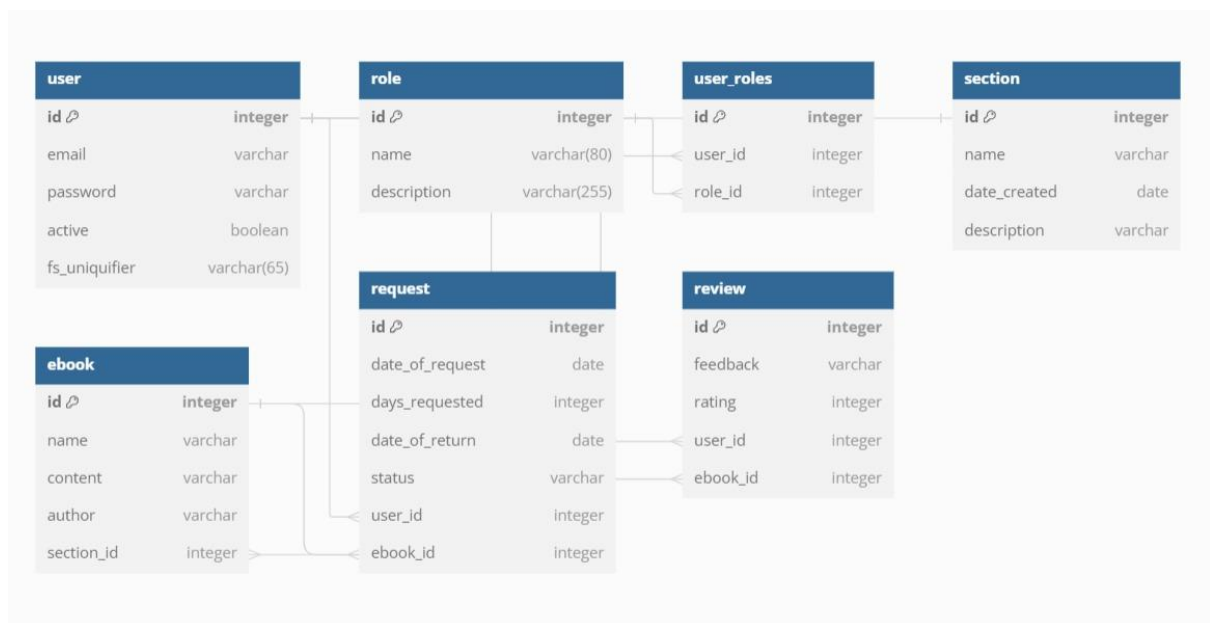 user
id integer
email varchar
password varchar
active boolean
fs_uniquifier varchar(65)
role
id integer
name varchar(80)
description varchar(255)
user_roles
id integer
user_id integer
role_id integer
section
id integer
name varchar
date_created date
description varchar
ebook
id integer
name varchar
content varchar
author varchar
section_id integer
request
id integer
date_of_request date
days_requested integer
date_of_return date
status varchar
user_id integer
ebook_id integer
review
id integer
feedback varchar
rating integer
user_id integer
ebook_id integer